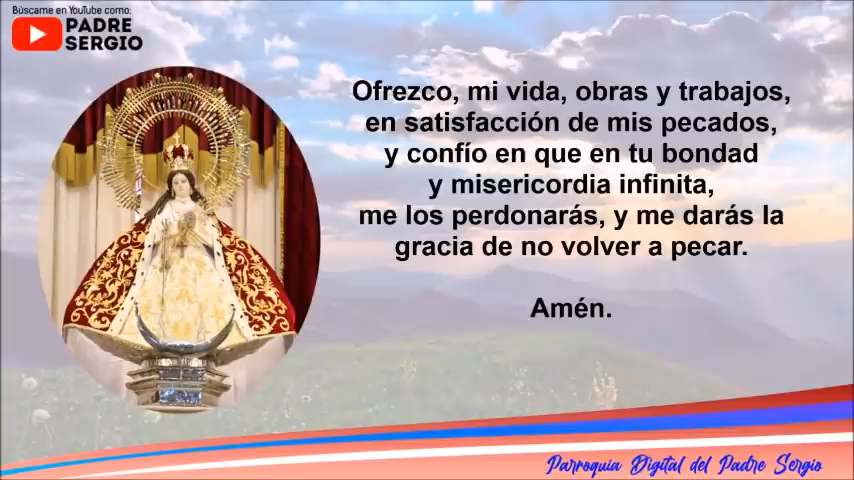 Búscame en YouTube como:
PADRE
SERGIO
Ofrezco, mi vida, obras y trabajos,
en satisfacción de mis pecados,
y confío en que en tu bondad
y misericordia infinita,
me los perdonarás, y me darás la
gracia de no volver a pecar.
Amén.
Parroquia Digital del Padre Sergio